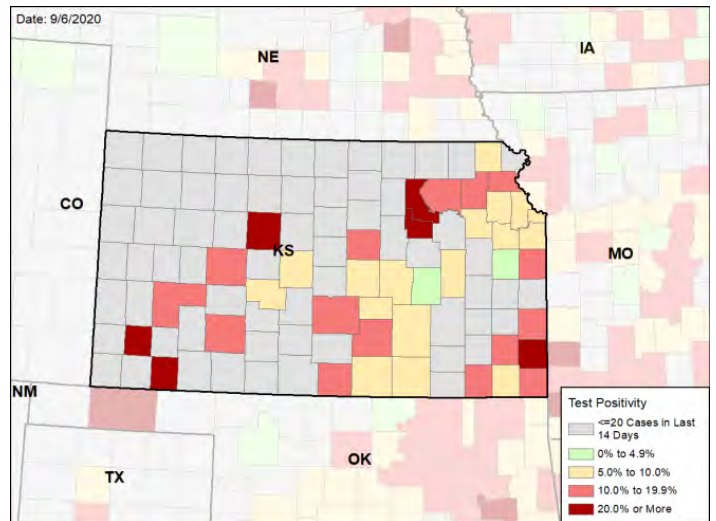 Date: 9/6/2020
NE
IA
CO
KS
MO
NM
OK
TX
Test Positivity
<=20 Cases in Last
14 Days
0% to 4.9%
5.0% to 10.0%
10.0% to 19.9%
20.0% or More